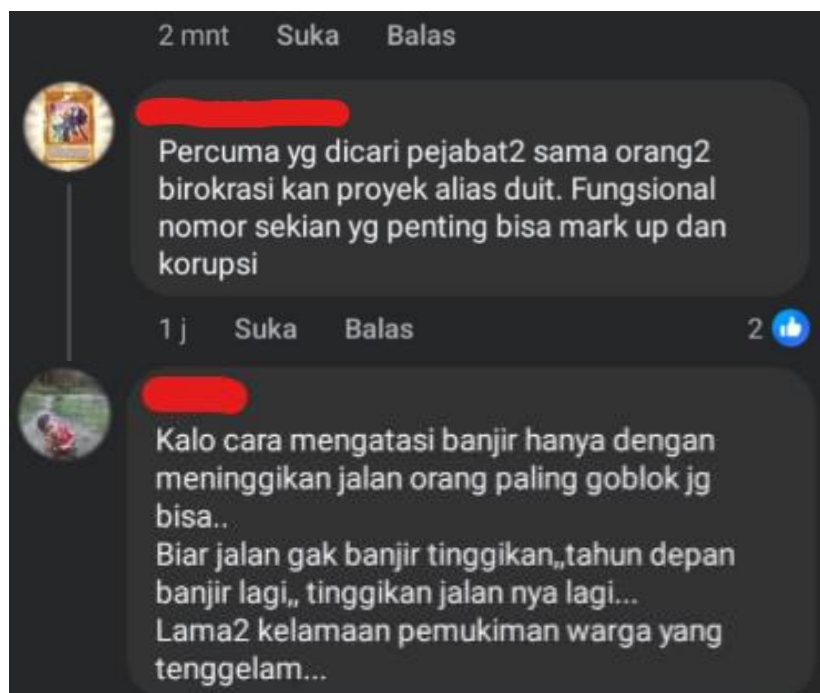 2 mnt Suka Balas
Percuma yg dicari pejabat2 sama orang2
birokrasi kan proyek alias duit. Fungsional
nomor sekian yg penting bisa mark up dan
korupsi
1 j Suka Balas 2
Kalo cara mengatasi banjir hanya dengan
meninggikan jalan orang paling goblok jg
bisa..
Biar jalan gak banjir tinggikan,,tahun depan
banjir lagi,, tinggikan jalan nya lagi...
Lama2 kelamaan pemukiman warga yang
tenggelam...